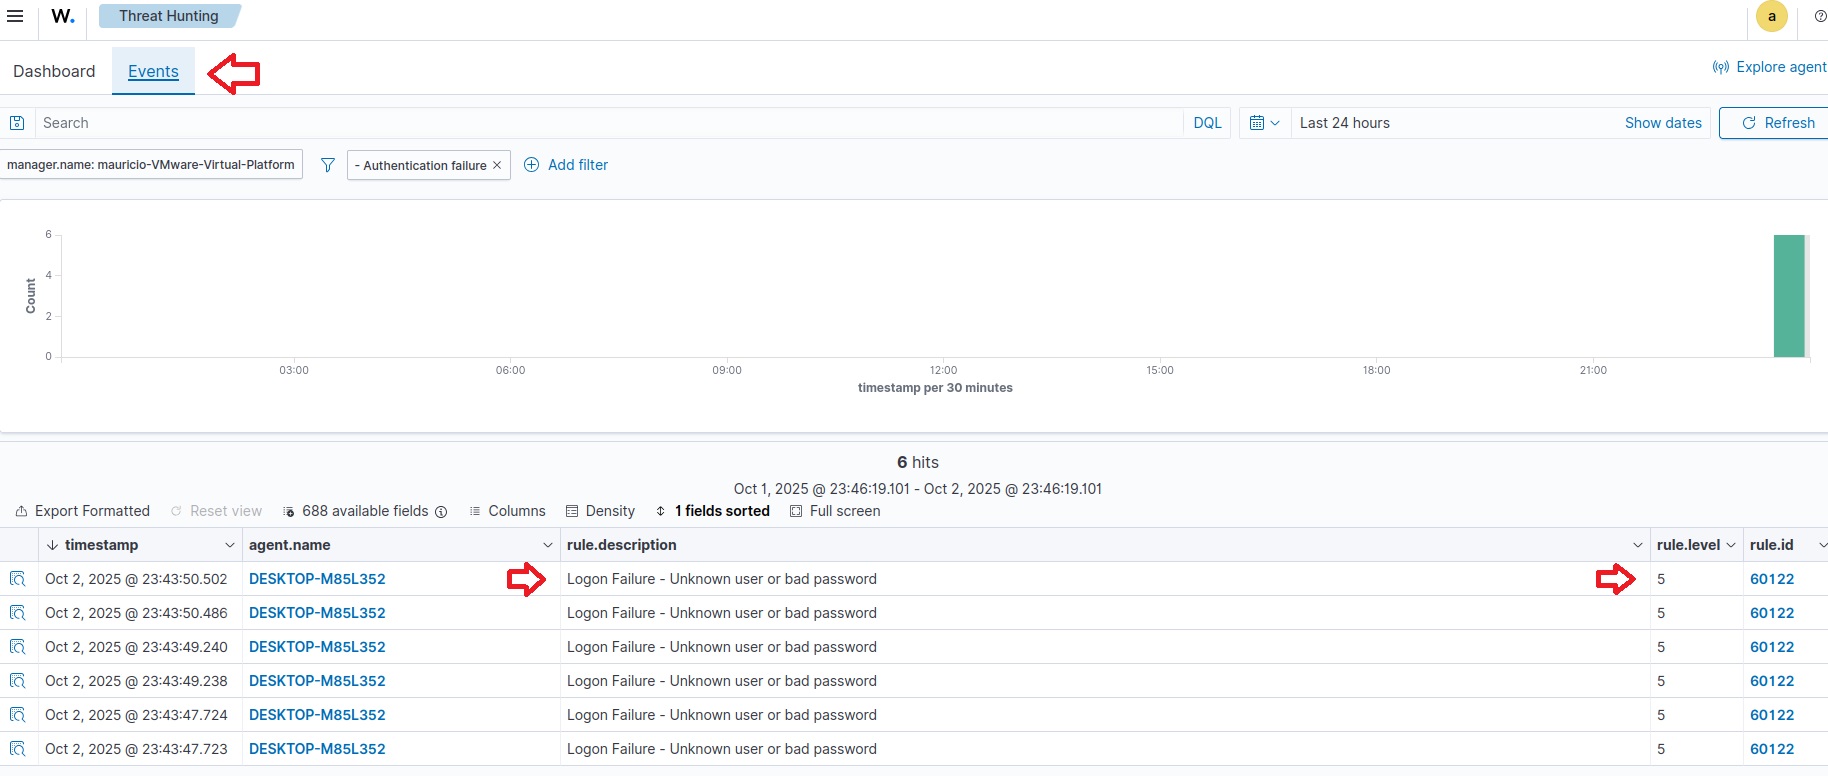 W. Threat Hunting a
Dashboard Events Explore agent
Search DQL Last 24 hours Show dates Refresh
manager.name: mauricio-VMware-Virtual-Platform - Authentication failure × Add filter
6
4
2
0
Count
03:00 06:00 09:00 12:00 15:00 18:00 21:00
timestamp per 30 minutes
6 hits
Oct 1, 2025 @ 23:46:19.101 - Oct 2, 2025 @ 23:46:19.101
Export Formatted Reset view 688 available fields Columns Density 1 fields sorted Full screen
timestamp agent.name rule.description rule.level rule.id
Oct 2, 2025 @ 23:43:50.502 DESKTOP-M85L352 Logon Failure - Unknown user or bad password 5 60122
Oct 2, 2025 @ 23:43:50.486 DESKTOP-M85L352 Logon Failure - Unknown user or bad password 5 60122
Oct 2, 2025 @ 23:43:49.240 DESKTOP-M85L352 Logon Failure - Unknown user or bad password 5 60122
Oct 2, 2025 @ 23:43:49.238 DESKTOP-M85L352 Logon Failure - Unknown user or bad password 5 60122
Oct 2, 2025 @ 23:43:47.724 DESKTOP-M85L352 Logon Failure - Unknown user or bad password 5 60122
Oct 2, 2025 @ 23:43:47.723 DESKTOP-M85L352 Logon Failure - Unknown user or bad password 5 60122